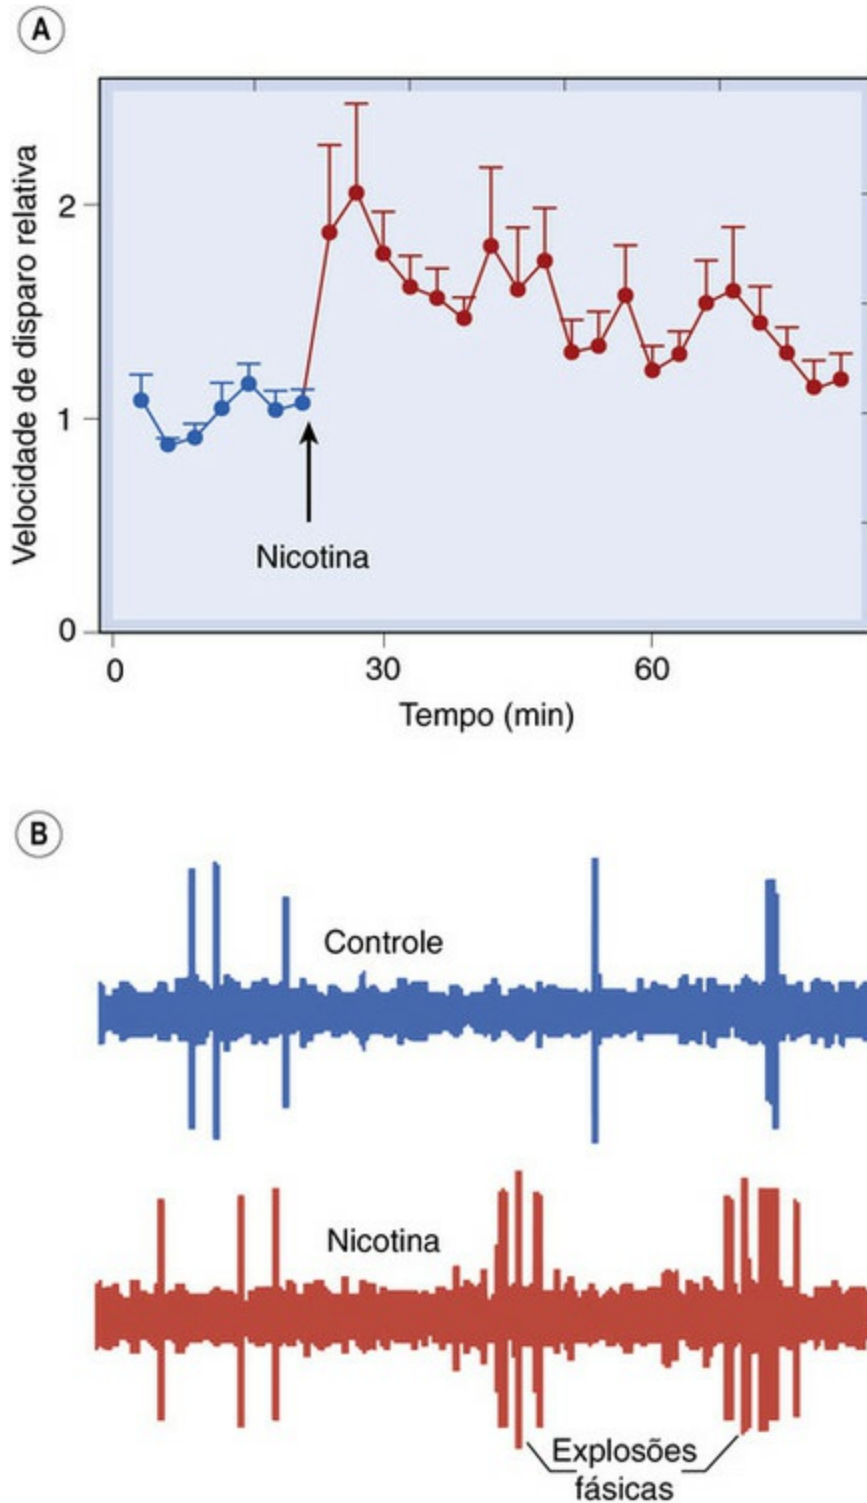 A
Velocidade de disparo relativa
2
1
0
Nicotina
0 30 60
Tempo (min)
B
Controle
Nicotina
Explosões
fásicas